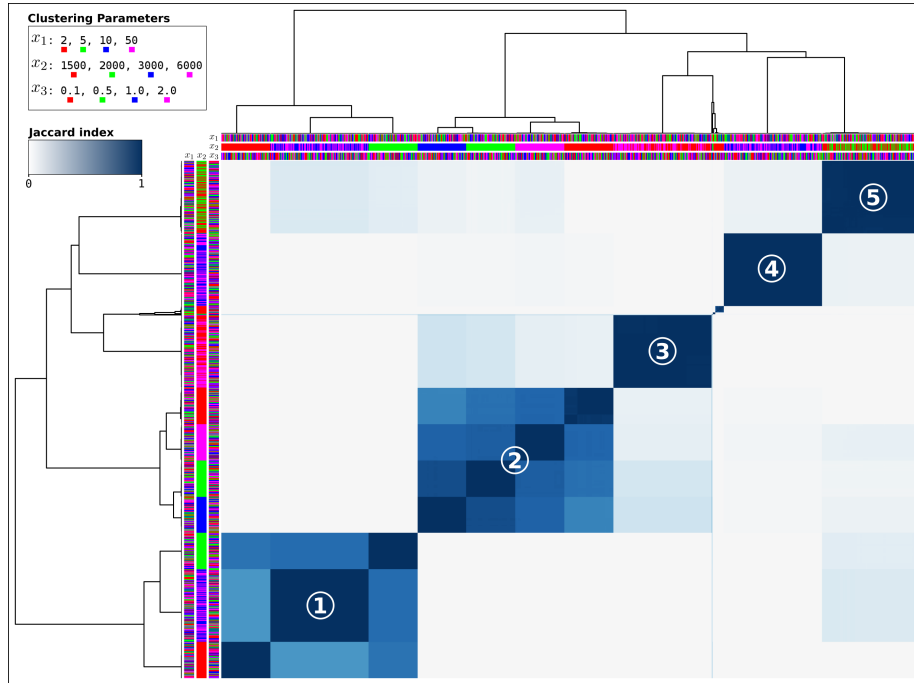 Clustering Parameters
x₁: 2, 5, 10, 50
x₂: 1500, 2000, 3000, 6000
x₃: 0.1, 0.5, 1.0, 2.0
Jaccard index
0 1
x₁
x₂
x₃
x₁ x₂ x₃
⑤
④
③
②
①